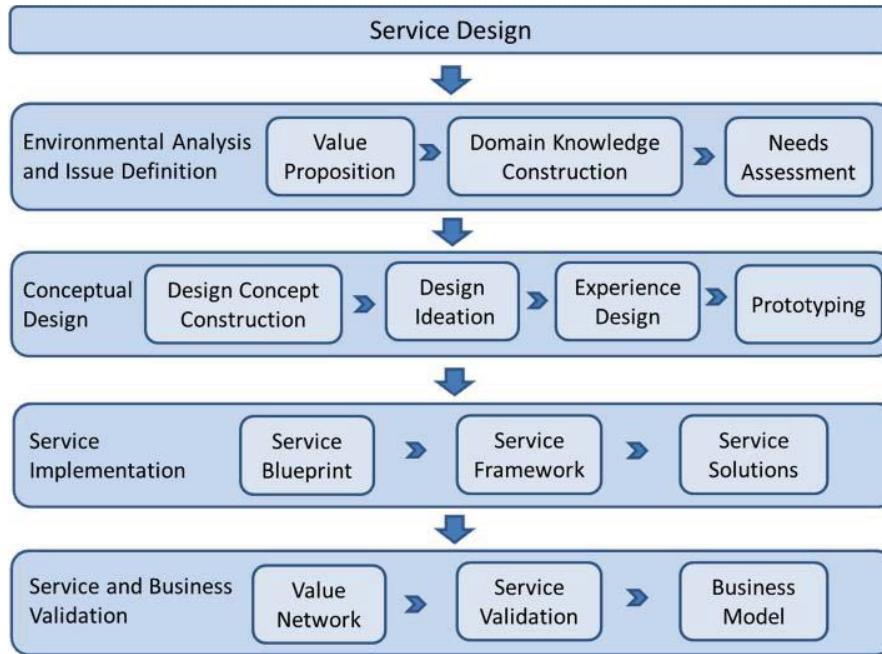 Service Design
Environmental Analysis
and Issue Definition
Value
Proposition
Domain Knowledge
Construction
Needs
Assessment
Conceptual
Design
Design Concept
Construction
Design
Ideation
Experience
Design
Prototyping
Service
Implementation
Service
Blueprint
Service
Framework
Service
Solutions
Service and Business
Validation
Value
Network
Service
Validation
Business
Model